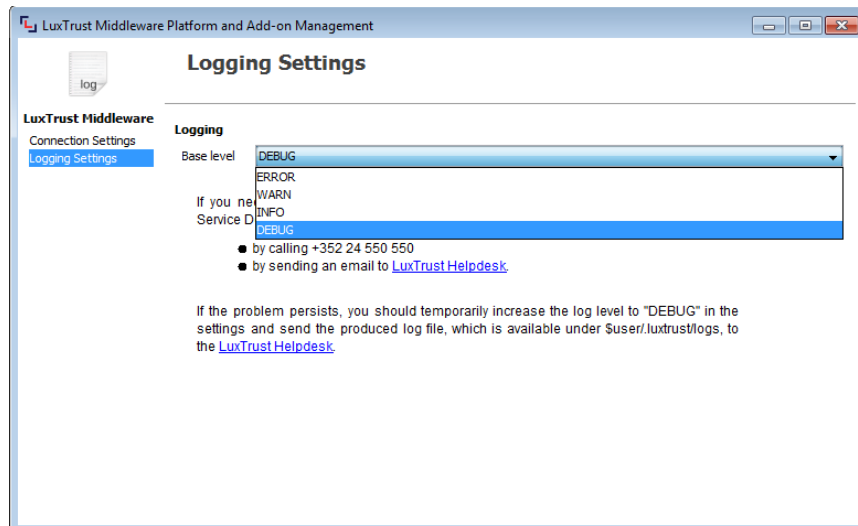 LuxTrust Middleware Platform and Add-on Management
log
Logging Settings
LuxTrust Middleware
Connection Settings
Logging Settings
Logging
Base level DEBUG
ERROR
WARN
INFO
DEBUG
If you
Service
by calling +352 24 550 550
by sending an email to LuxTrust Helpdesk.
If the problem persists, you should temporarily increase the log level to "DEBUG" in the
settings and send the produced log file, which is available under $user/.luxtrust/logs, to
the LuxTrust Helpdesk.